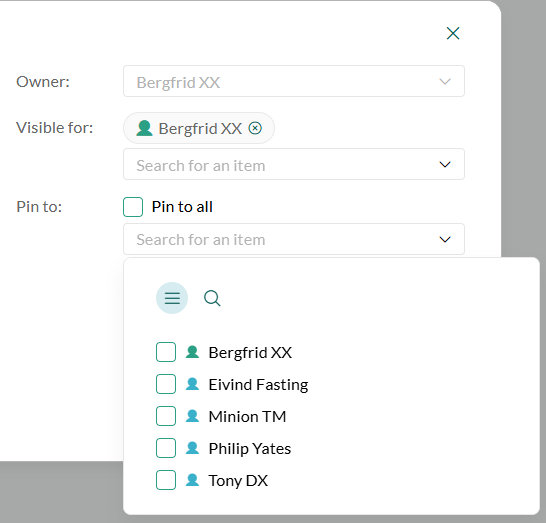 Owner: Bergfrid XX
Visible for: Bergfrid XX
Search for an item
Pin to: Pin to all
Search for an item
Bergfrid XX
Eivind Fasting
Minion TM
Philip Yates
Tony DX